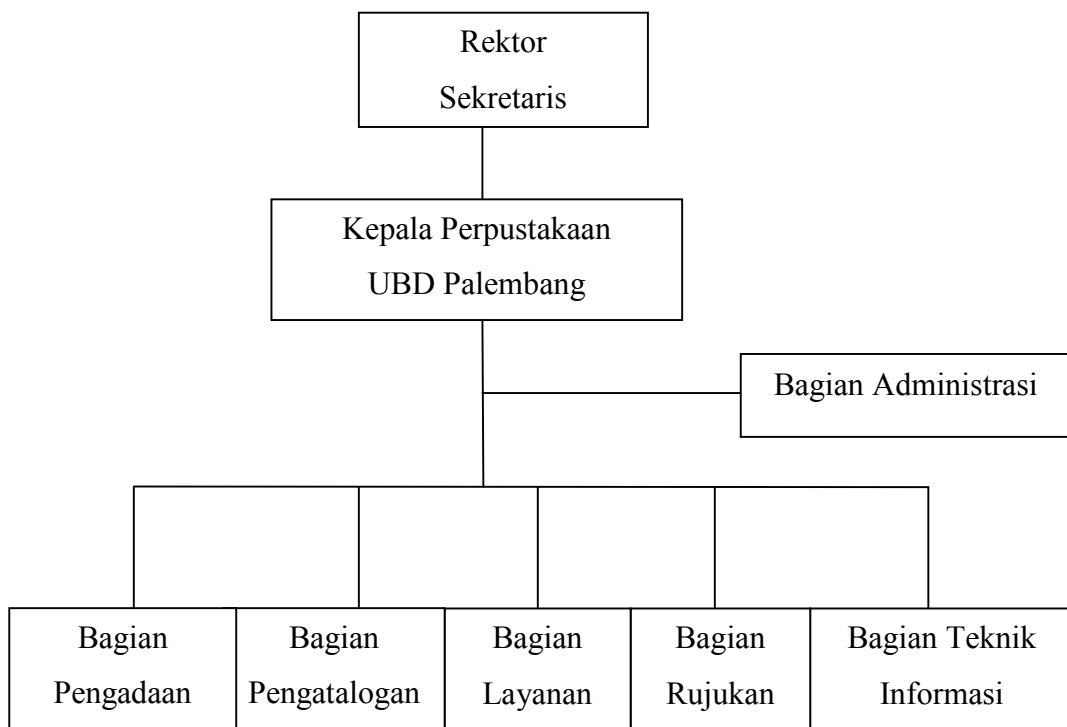 Rektor
Sekretaris
Kepala Perpustakaan
UBD Palembang
Bagian Administrasi
Bagian
Pengadaan
Bagian
Pengatalogan
Bagian
Layanan
Bagian
Rujukan
Bagian Teknik
Informasi